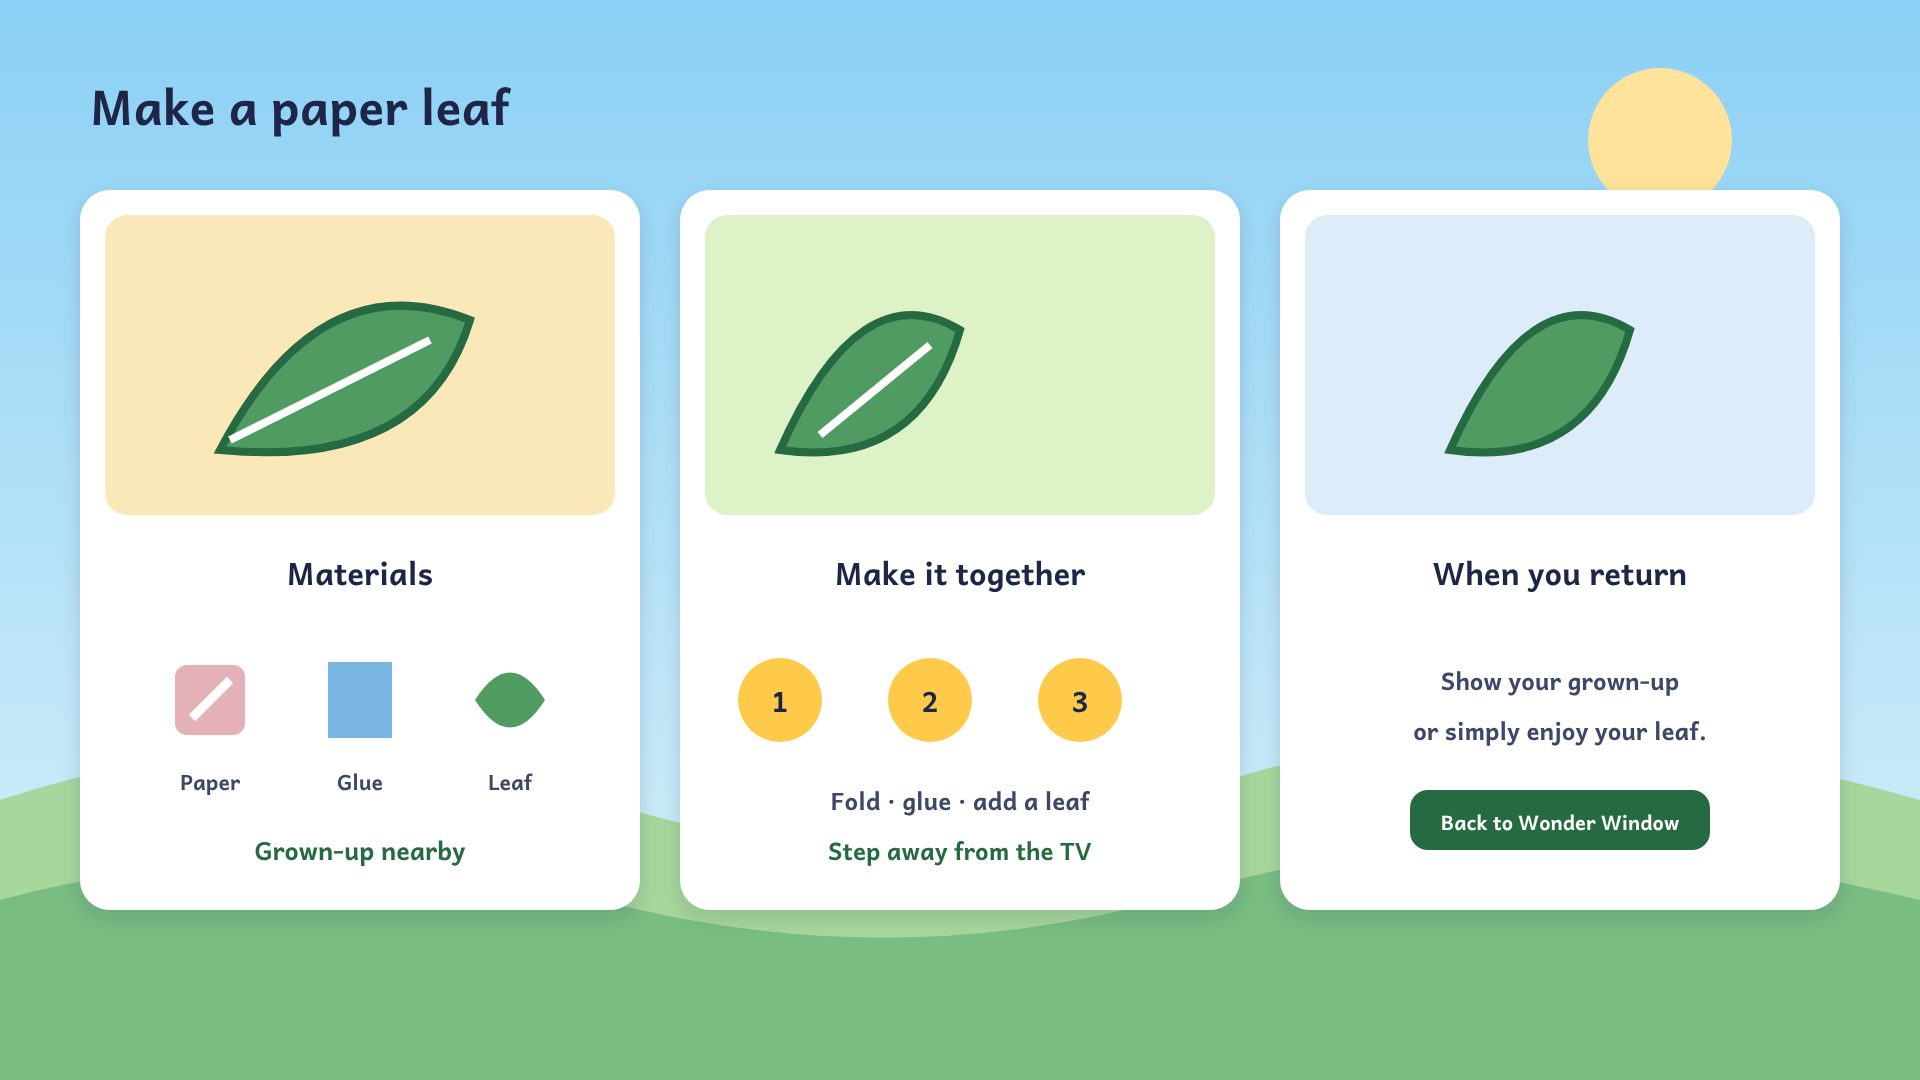 Make a paper leaf
Materials
Paper
Glue
Leaf
Grown-up nearby
Make it together
1
2
3
Fold · glue · add a leaf
Step away from the TV
When you return
Show your grown-up
or simply enjoy your leaf.
Back to Wonder Window